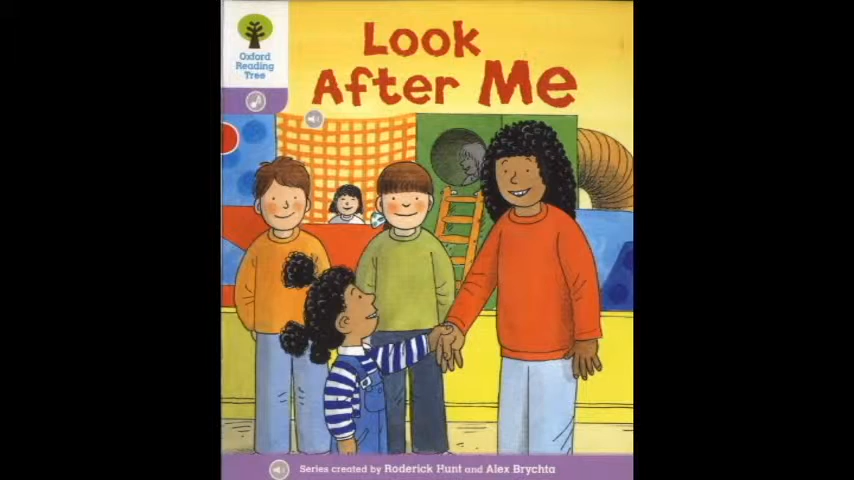 Oxford
Reading
Tree
Look
After Me
Series created by Roderick Hunt and Alex Brychta